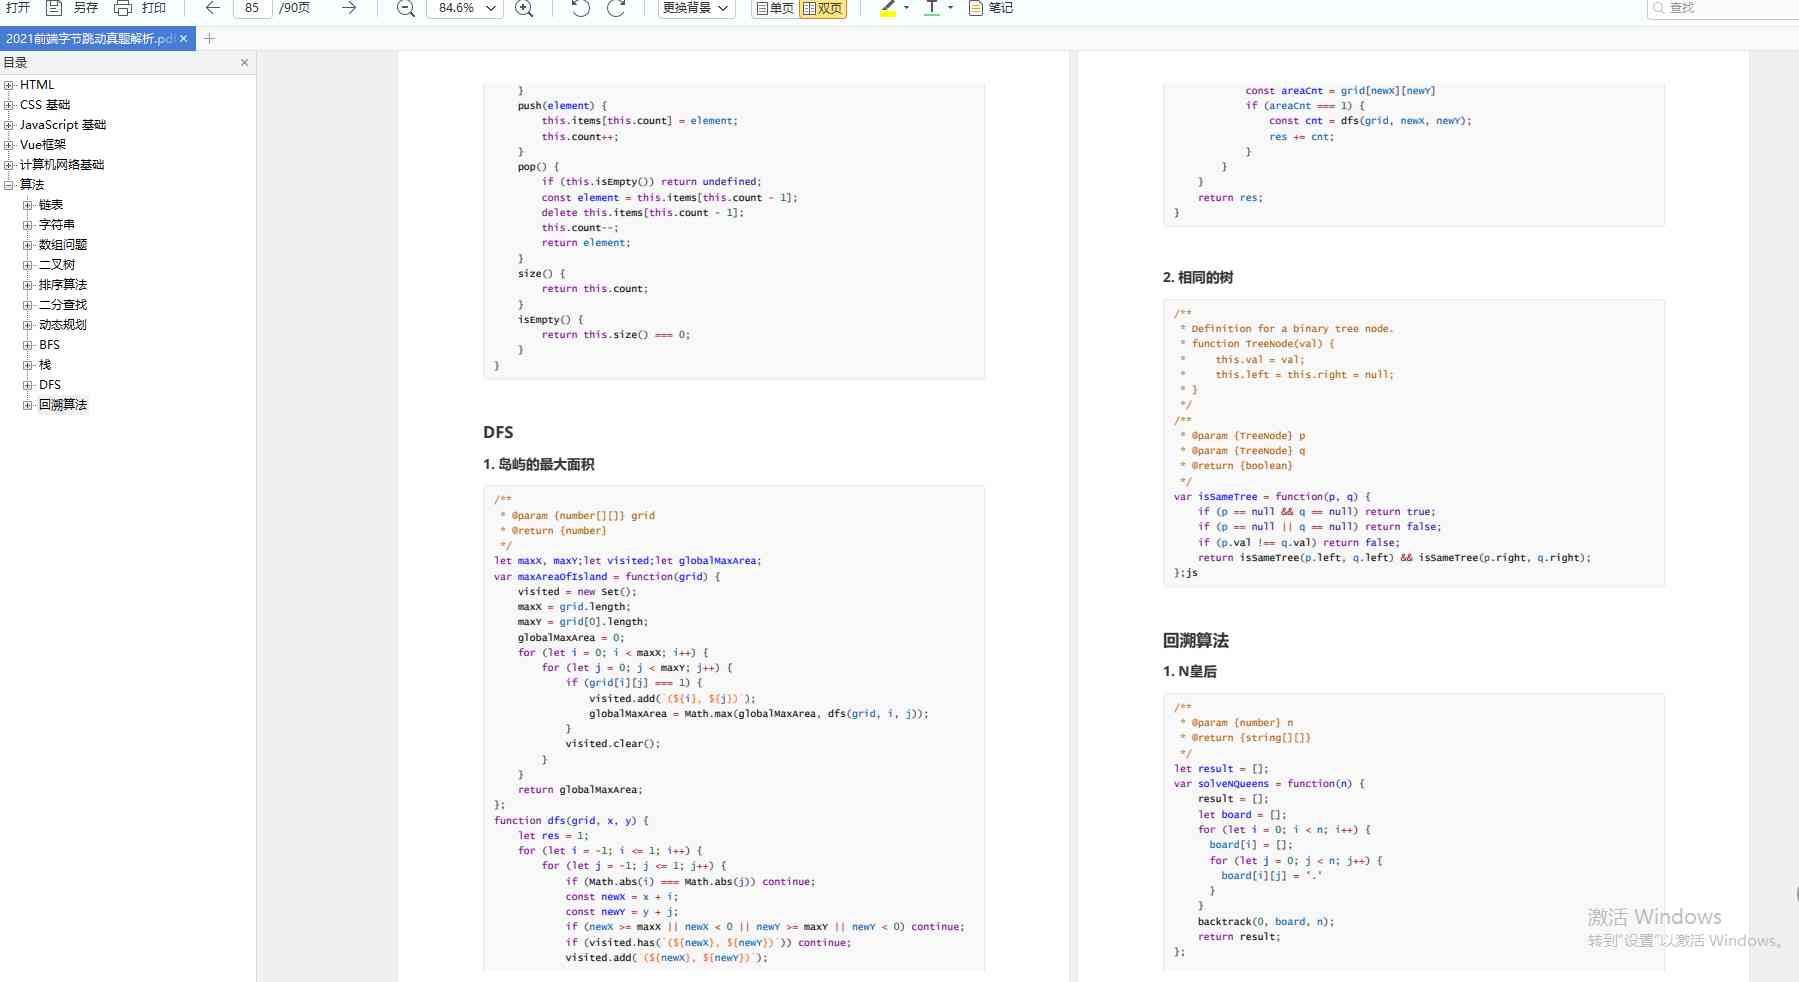 打开 另存 打印 85 /90页 84.6% 更换背景 单页 双页 T 笔记 查找
2021前端字节跳动真题解析.pdf
目录
HTML
CSS 基础
JavaScript 基础
Vue框架
计算机网络基础
算法
链表
字符串
数组问题
二叉树
排序算法
二分查找
动态规划
BFS
栈
DFS
回溯算法
}
push(element) {
this.items[this.count] = element;
this.count++;
}
pop() {
if (this.isEmpty()) return undefined;
const element = this.items[this.count - 1];
delete this.items[this.count - 1];
this.count--;
return element;
}
size() {
return this.count;
}
isEmpty() {
return this.size() === 0;
}
}
DFS
1. 岛屿的最大面积
/**
* @param {number[][]} grid
* @return {number}
*/
let maxX, maxY;let visited;let globalMaxArea;
var maxAreaOfIsland = function(grid) {
visited = new Set();
maxX = grid.length;
maxY = grid[0].length;
globalMaxArea = 0;
for (let i = 0; i < maxX; i++) {
for (let j = 0; j < maxY; j++) {
if (grid[i][j] === 1) {
visited.add(`(${i}, ${j})`);
globalMaxArea = Math.max(globalMaxArea, dfs(grid, i, j));
}
visited.clear();
}
}
return globalMaxArea;
};
function dfs(grid, x, y) {
let res = 1;
for (let i = -1; i <= 1; i++) {
for (let j = -1; j <= 1; j++) {
if (Math.abs(i) === Math.abs(j)) continue;
const newX = x + i;
const newY = y + j;
if (newX >= maxX || newX < 0 || newY >= maxY || newY < 0) continue;
if (visited.has(`(${newX}, ${newY})`)) continue;
visited.add(`(${newX}, ${newY})`);
const areaCnt = grid[newX][newY]
if (areaCnt === 1) {
const cnt = dfs(grid, newX, newY);
res += cnt;
}
}
}
return res;
}
2. 相同的树
/**
* Definition for a binary tree node.
* function TreeNode(val) {
* this.val = val;
* this.left = this.right = null;
* }
*/
/**
* @param {TreeNode} p
* @param {TreeNode} q
* @return {boolean}
*/
var isSameTree = function(p, q) {
if (p == null && q == null) return true;
if (p == null || q == null) return false;
if (p.val !== q.val) return false;
return isSameTree(p.left, q.left) && isSameTree(p.right, q.right);
};js
回溯算法
1. N皇后
/**
* @param {number} n
* @return {string[][]}
*/
let result = [];
var solveNQueens = function(n) {
result = [];
let board = [];
for (let i = 0; i < n; i++) {
board[i] = [];
for (let j = 0; j < n; j++) {
board[i][j] = '.'
}
}
backtrack(0, board, n);
return result;
};
激活 Windows
转到"设置"以激活 Windows。